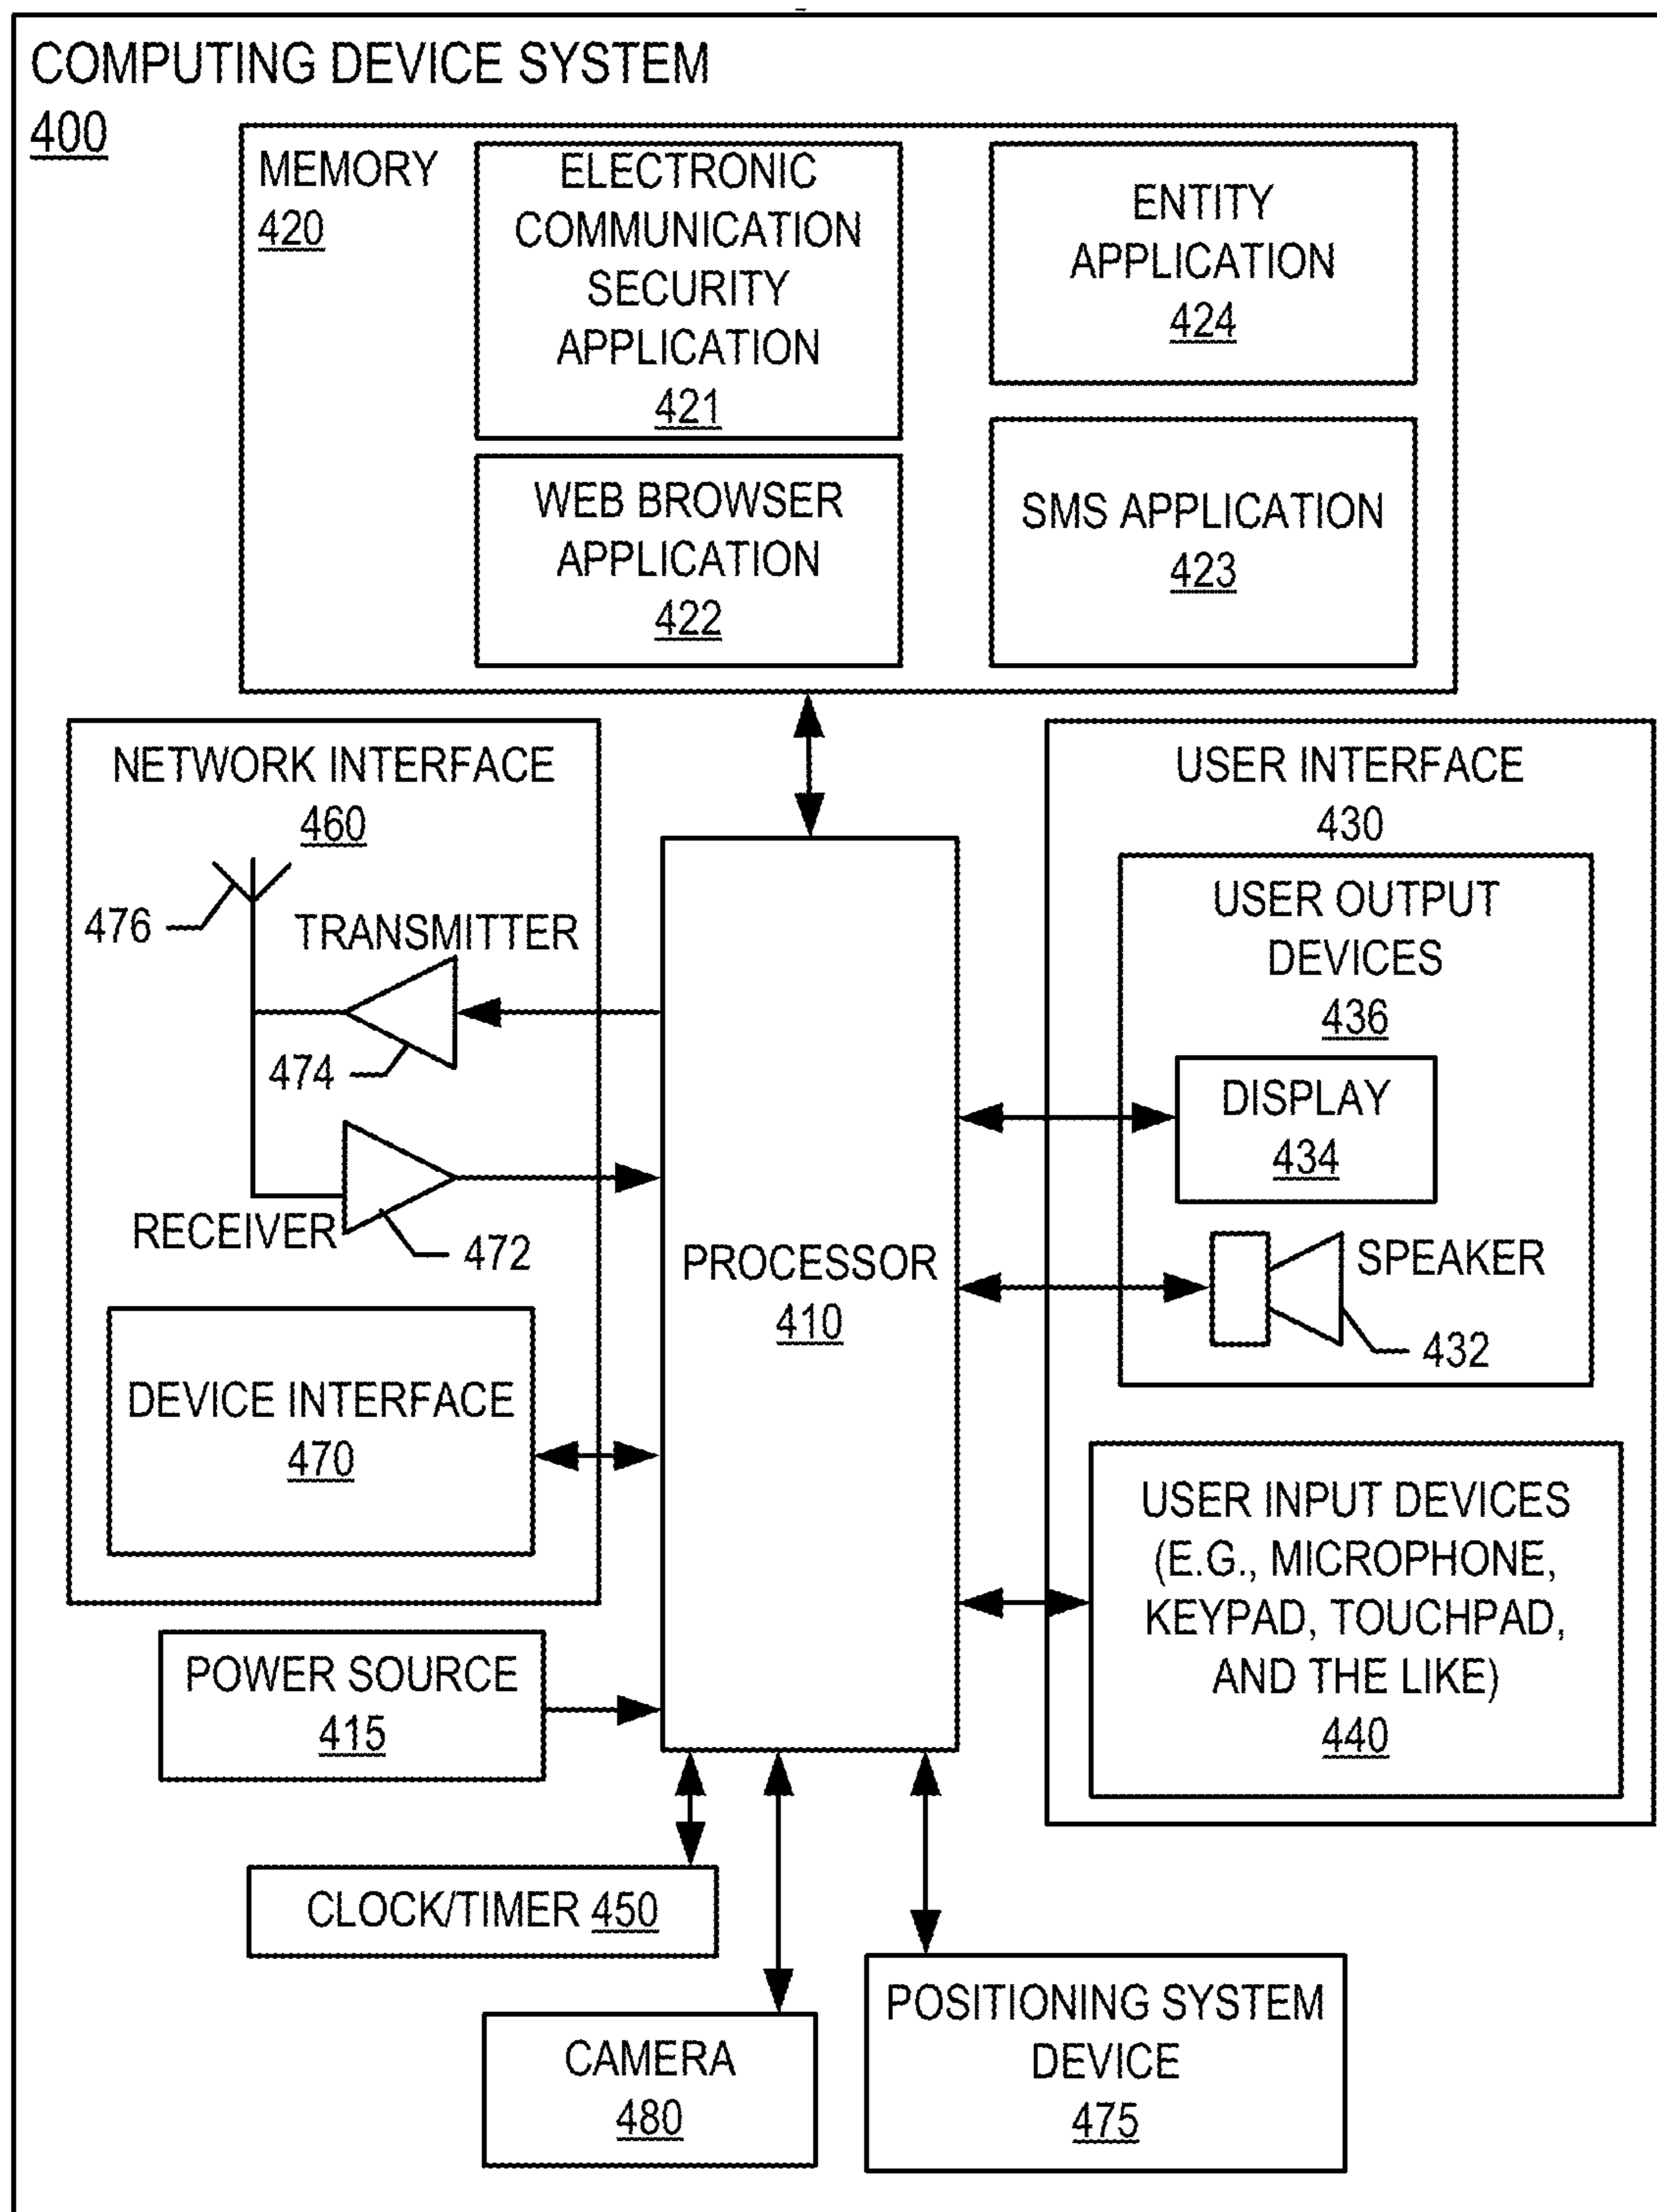 COMPUTING DEVICE SYSTEM
400
MEMORY
420
ELECTRONIC
COMMUNICATION
SECURITY
APPLICATION
421
ENTITY
APPLICATION
424
WEB BROWSER
APPLICATION
422
SMS APPLICATION
423
NETWORK INTERFACE
460
476
TRANSMITTER
474
RECEIVER
472
DEVICE INTERFACE
470
POWER SOURCE
415
PROCESSOR
410
USER INTERFACE
430
USER OUTPUT
DEVICES
436
DISPLAY
434
SPEAKER
432
USER INPUT DEVICES
(E.G., MICROPHONE,
KEYPAD, TOUCHPAD,
AND THE LIKE)
440
CLOCK/TIMER 450
CAMERA
480
POSITIONING SYSTEM
DEVICE
475